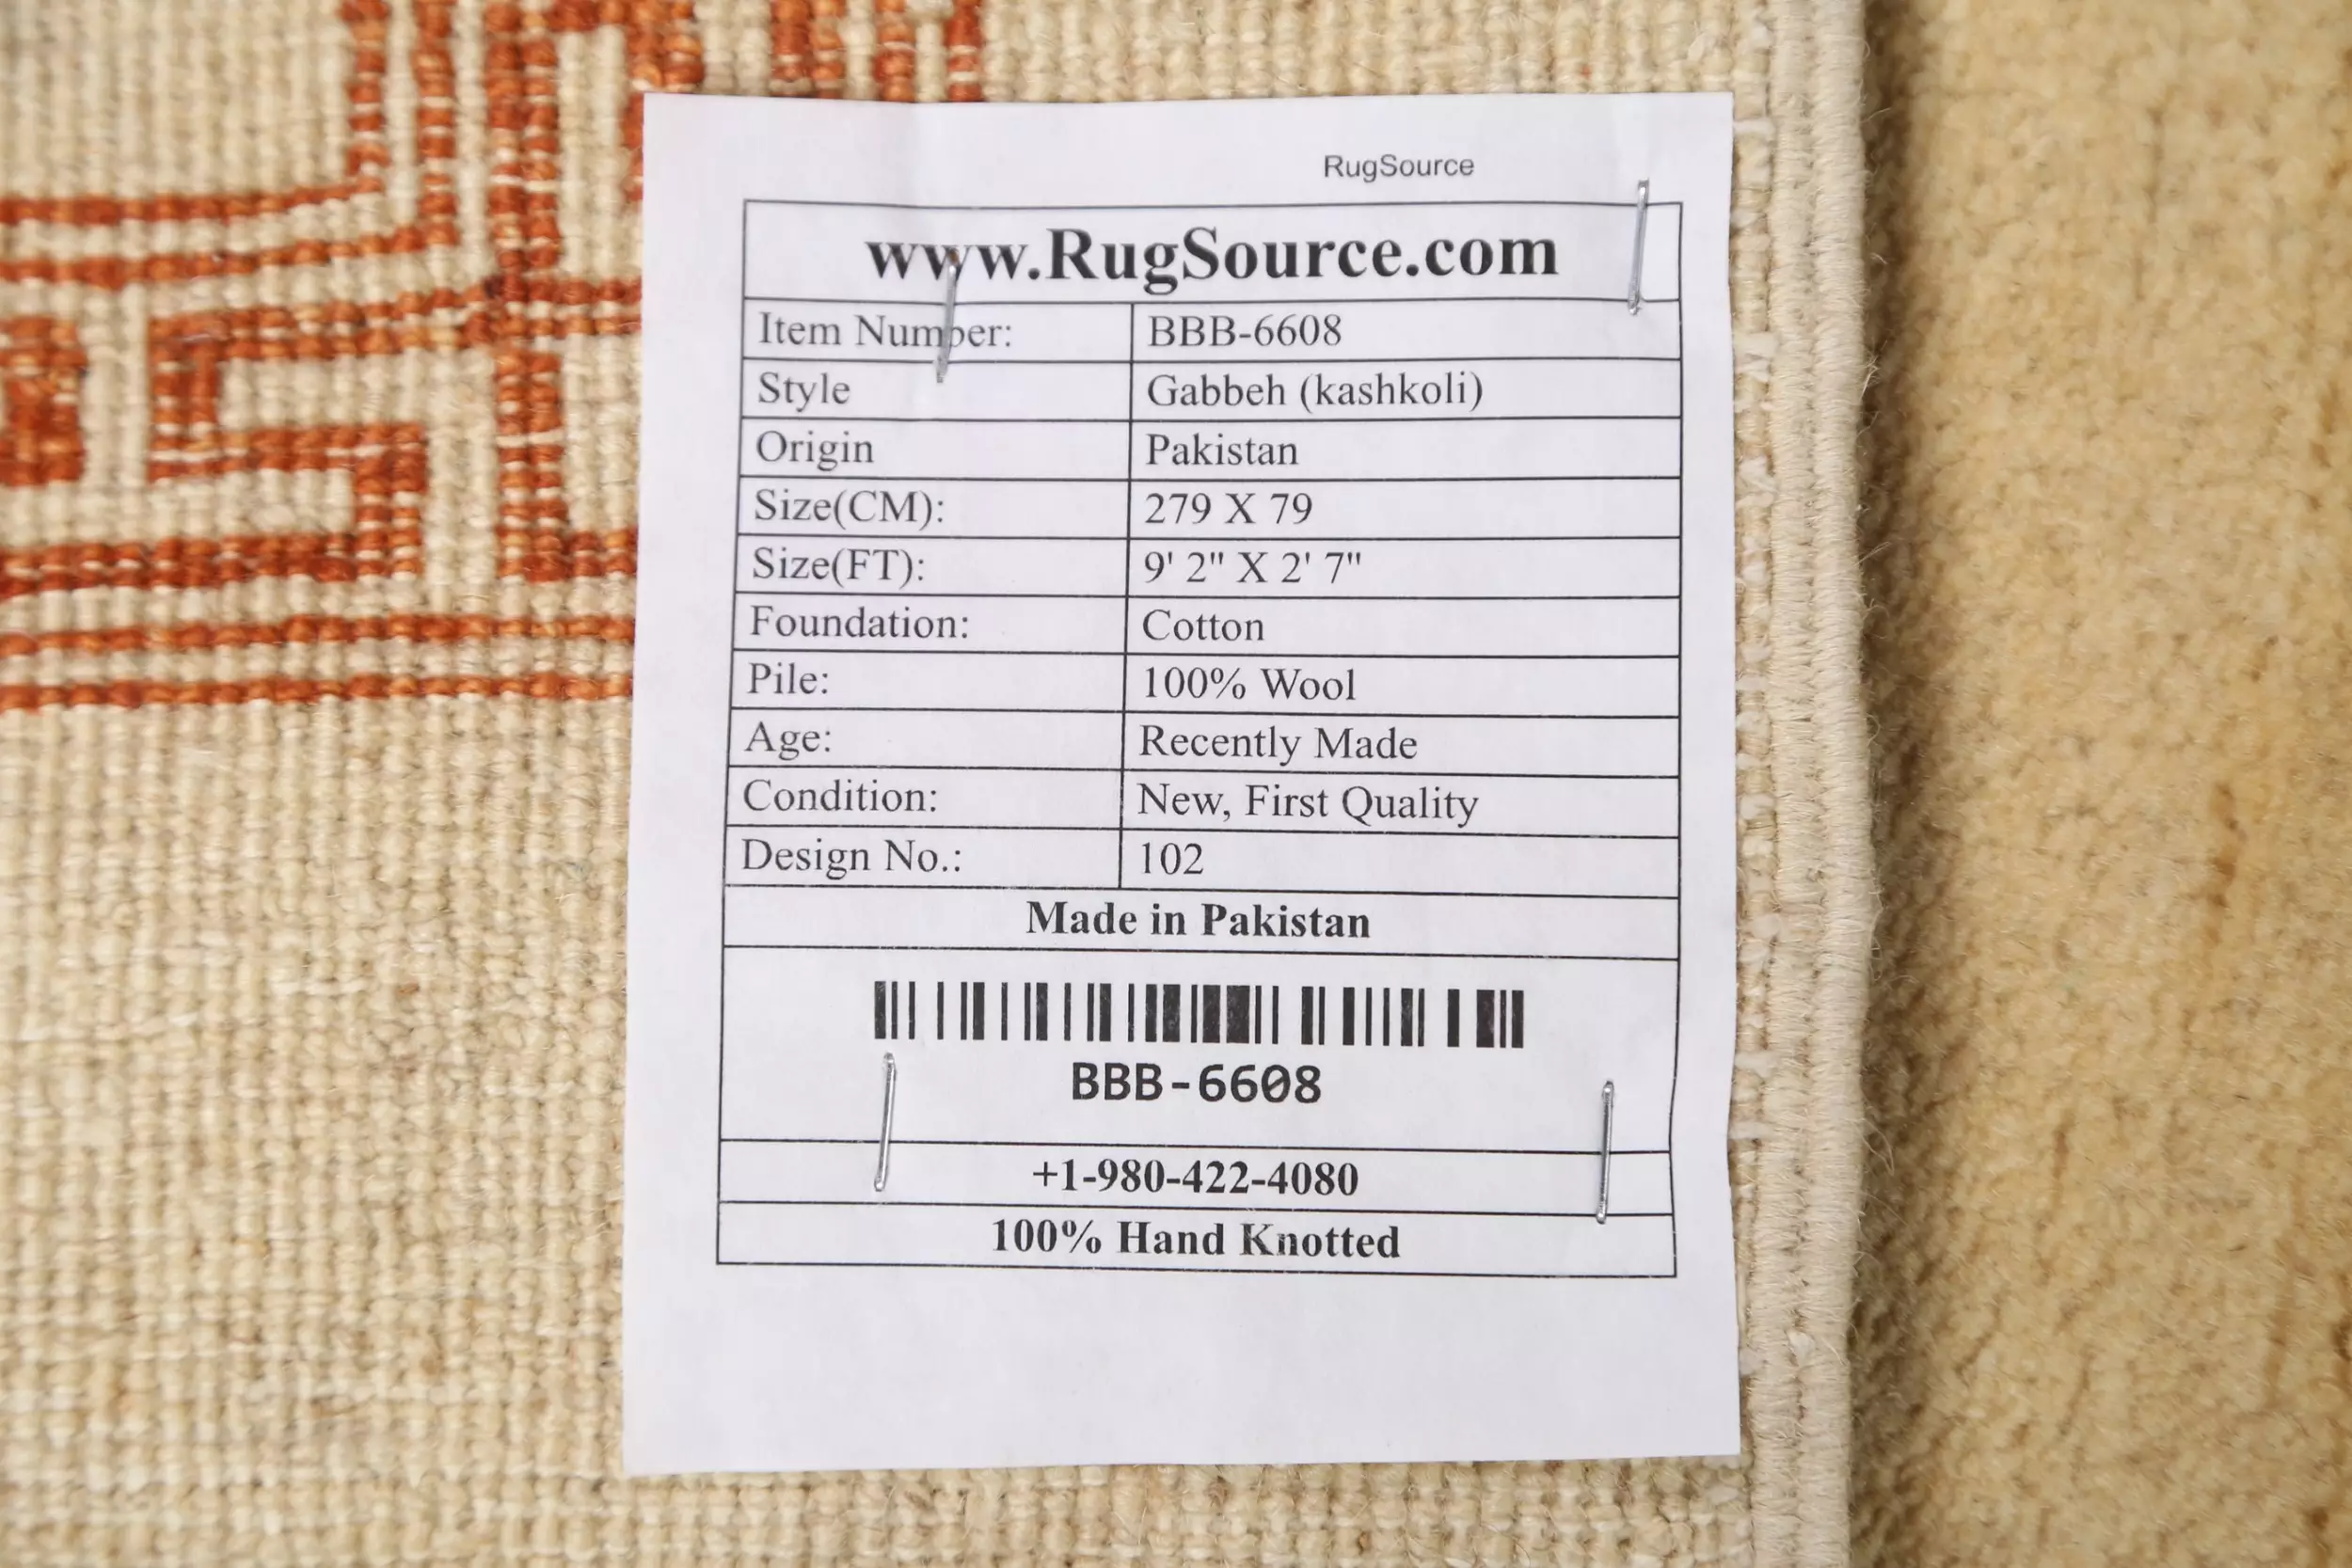 RugSource
www.RugSource.com
Item Number: BBB-6608
Style Gabbeh (kashkoli)
Origin Pakistan
Size(CM): 279 X 79
Size(FT): 9' 2" X 2' 7"
Foundation: Cotton
Pile: 100% Wool
Age: Recently Made
Condition: New, First Quality
Design No.: 102
Made in Pakistan
BBB-6608
+1-980-422-4080
100% Hand Knotted